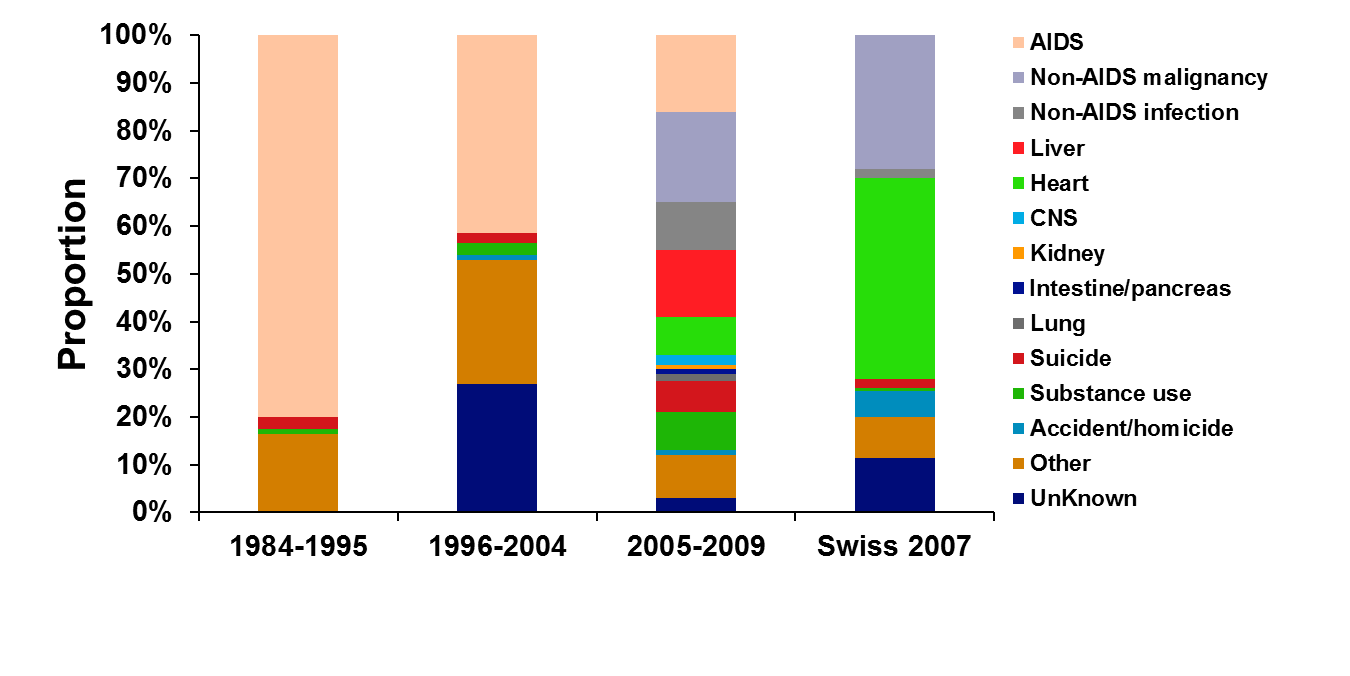 Proportion
100%
90%
80%
70%
60%
50%
40%
30%
20%
10%
0%
1984-1995
1996-2004
2005-2009
Swiss 2007
AIDS
Non-AIDS malignancy
Non-AIDS infection
Liver
Heart
CNS
Kidney
Intestine/pancreas
Lung
Suicide
Substance use
Accident/homicide
Other
UnKnown